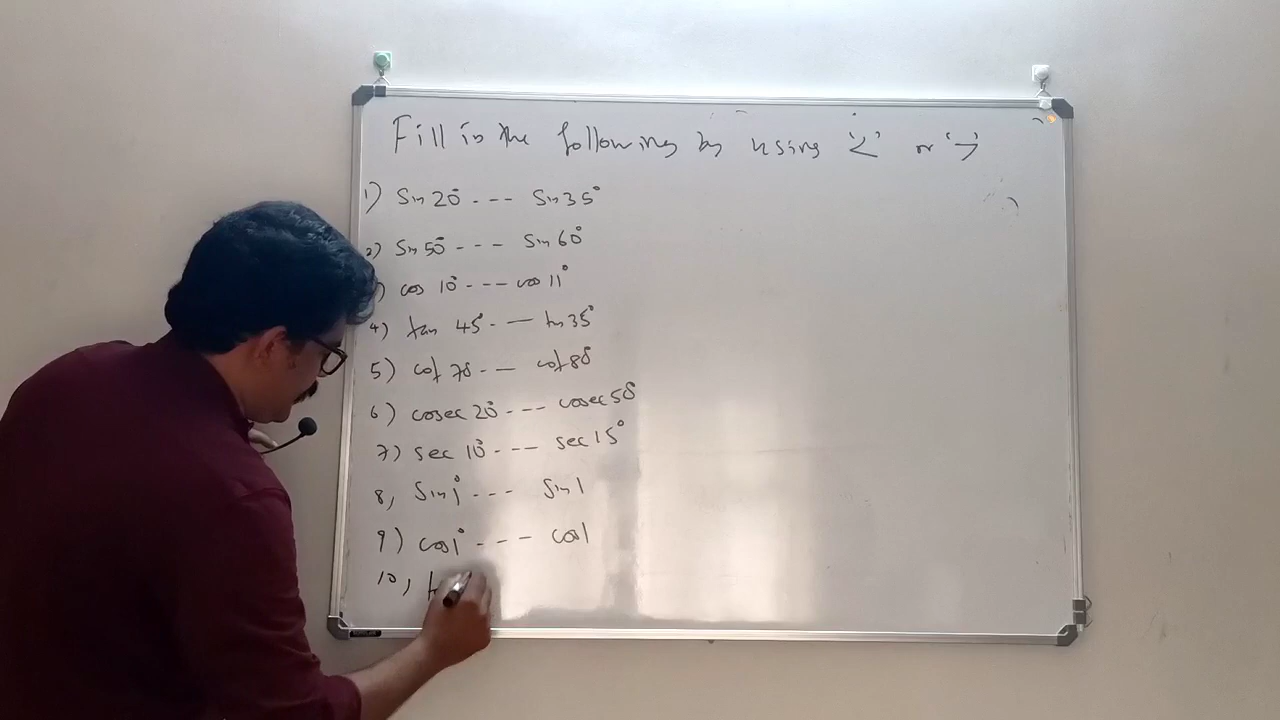 Fill in the following by using '<' or '>'
1) Sin 20° --- Sin 35°
2) Sin 50° --- Sin 60°
) cos 10° --- cos 11°
4) tan 45° -- tan 35°
5) cot 70° -- cot 80°
6) cosec 20° --- cosec 50°
7) sec 10° --- sec 15°
8, Sin 1° --- Sin 1
9) cos 1° --- cos 1
10,